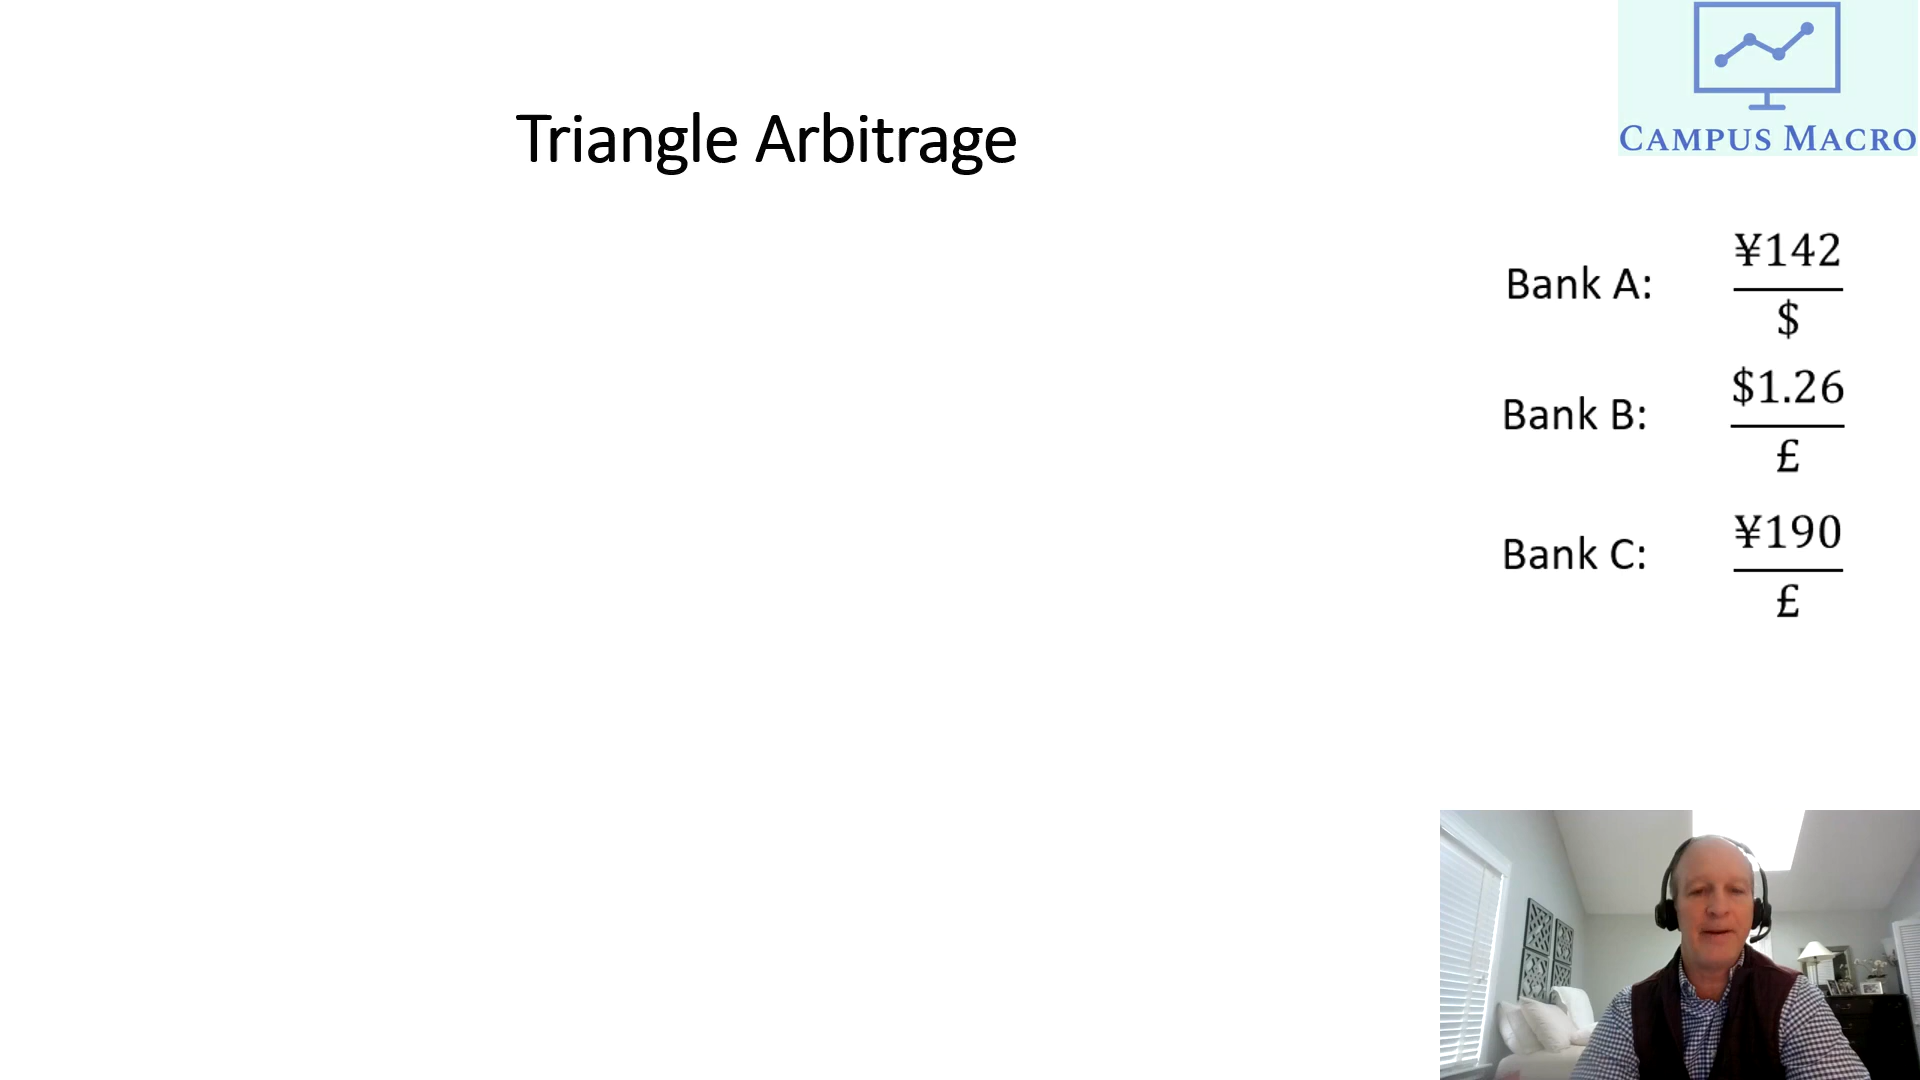 Triangle Arbitrage
CAMPUS MACRO
Bank A:
¥142
$
Bank B:
$1.26
£
Bank C:
¥190
£